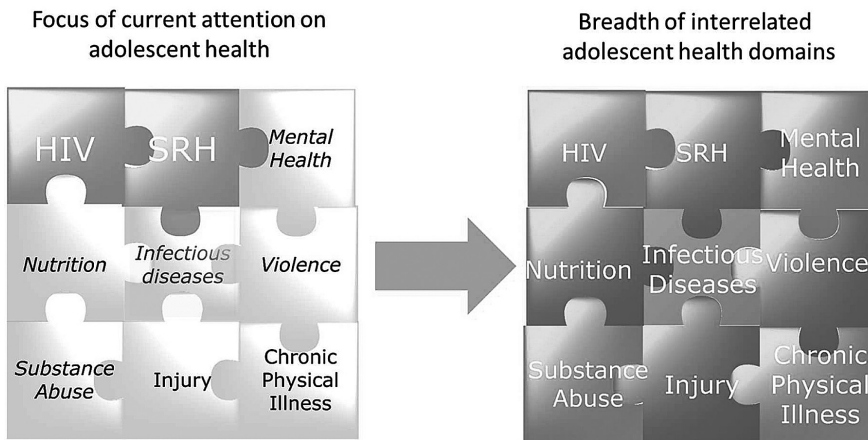 Focus of current attention on
adolescent health
HIV
SRH
Mental
Health
Nutrition
Infectious
diseases
Violence
Substance
Abuse
Injury
Chronic
Physical
Illness
Breadth of interrelated
adolescent health domains
HIV
SRH
Mental
Health
Nutrition
Infectious
Diseases
Violence
Substance
Abuse
Injury
Chronic
Physical
Illness